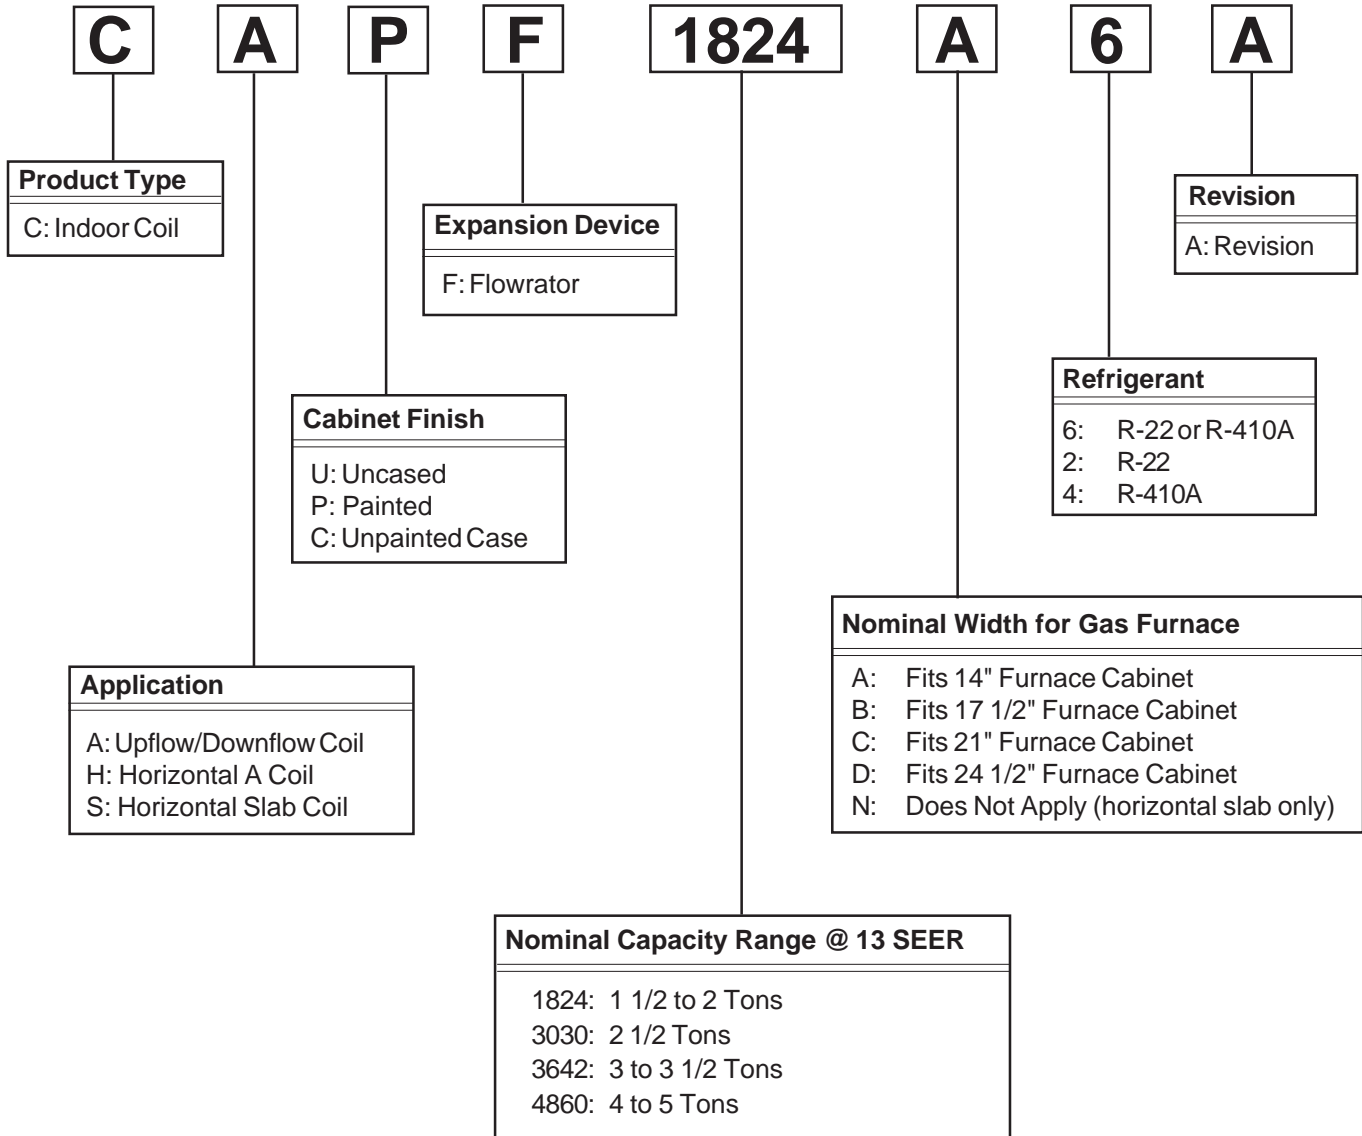 C A P F 1824 A 6 A
Product Type
C: Indoor Coil
Expansion Device
F: Flowrator
Revision
A: Revision
Cabinet Finish
U: Uncased
P: Painted
C: Unpainted Case
Refrigerant
6: R-22 or R-410A
2: R-22
4: R-410A
Application
A: Upflow/Downflow Coil
H: Horizontal A Coil
S: Horizontal Slab Coil
Nominal Width for Gas Furnace
A: Fits 14" Furnace Cabinet
B: Fits 17 1/2" Furnace Cabinet
C: Fits 21" Furnace Cabinet
D: Fits 24 1/2" Furnace Cabinet
N: Does Not Apply (horizontal slab only)
Nominal Capacity Range @ 13 SEER
1824: 1 1/2 to 2 Tons
3030: 2 1/2 Tons
3642: 3 to 3 1/2 Tons
4860: 4 to 5 Tons